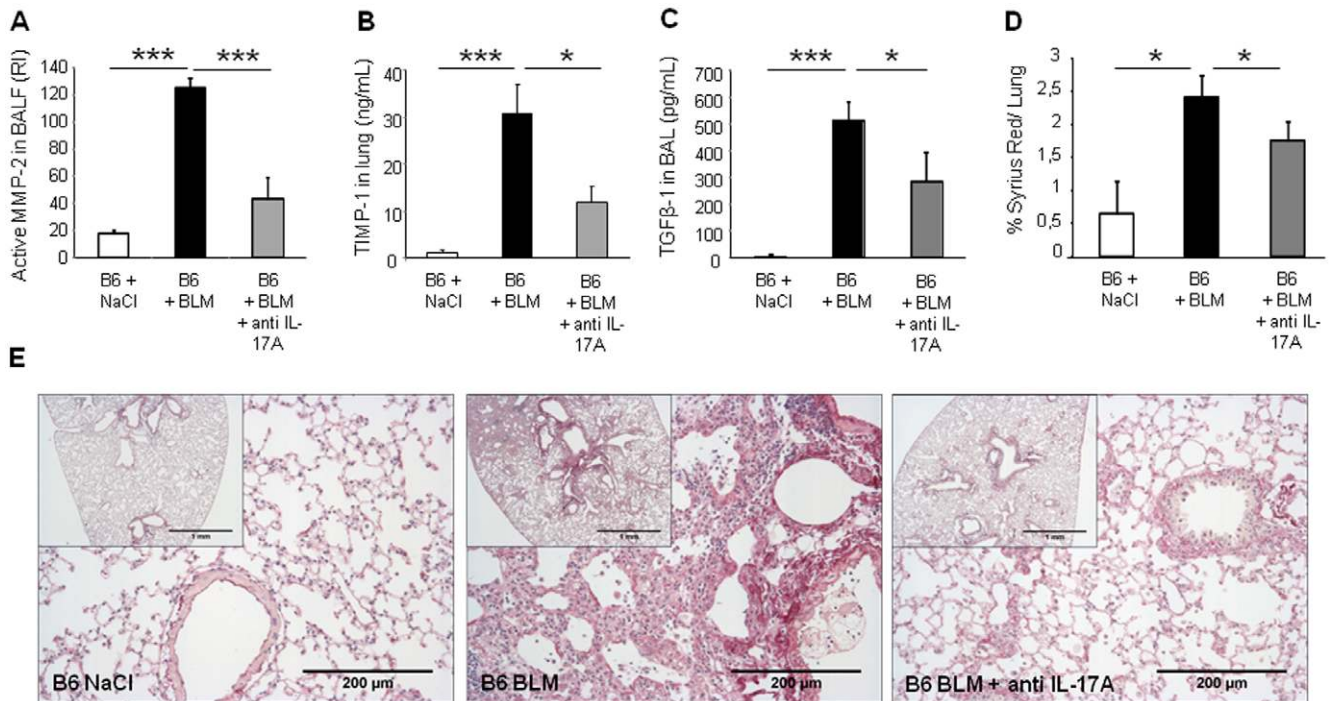 A
Active MMP-2 in BALF (RI)
140
120
100
80
60
40
20
0
*** ***
B6 +
NaCl
B6
+ BLM
B6
+ BLM
+ anti IL-
17A
B
TIMP-1 in lung (ng/mL)
40
30
20
10
0
*** *
B6 +
NaCl
B6
+ BLM
B6
+ BLM
+ anti IL-
17A
C
TGFβ-1 in BAL (pg/mL)
700
600
500
400
300
200
100
0
*** *
B6 +
NaCl
B6
+ BLM
B6
+ BLM
+ anti IL-
17A
D
% Syrius Red/ Lung
3
2,5
2
1,5
1
0,5
0
* *
B6 +
NaCl
B6
+ BLM
B6
+ BLM
+ anti IL-
17A
E
1 mm
B6 NaCl
200 µm
1 mm
B6 BLM
200 µm
1 mm
B6 BLM + anti IL-17A
200 µm